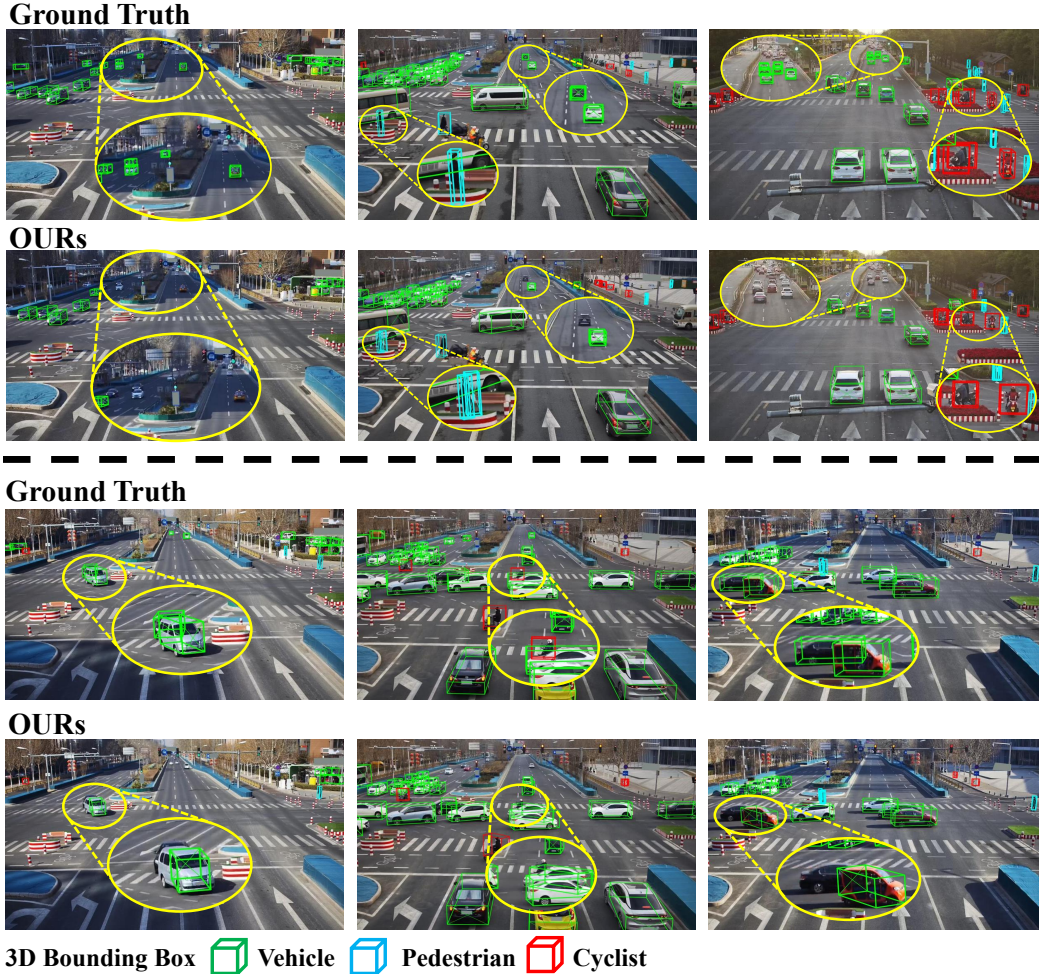 Ground Truth
OURs
Ground Truth
OURs
3D Bounding Box Vehicle Pedestrian Cyclist